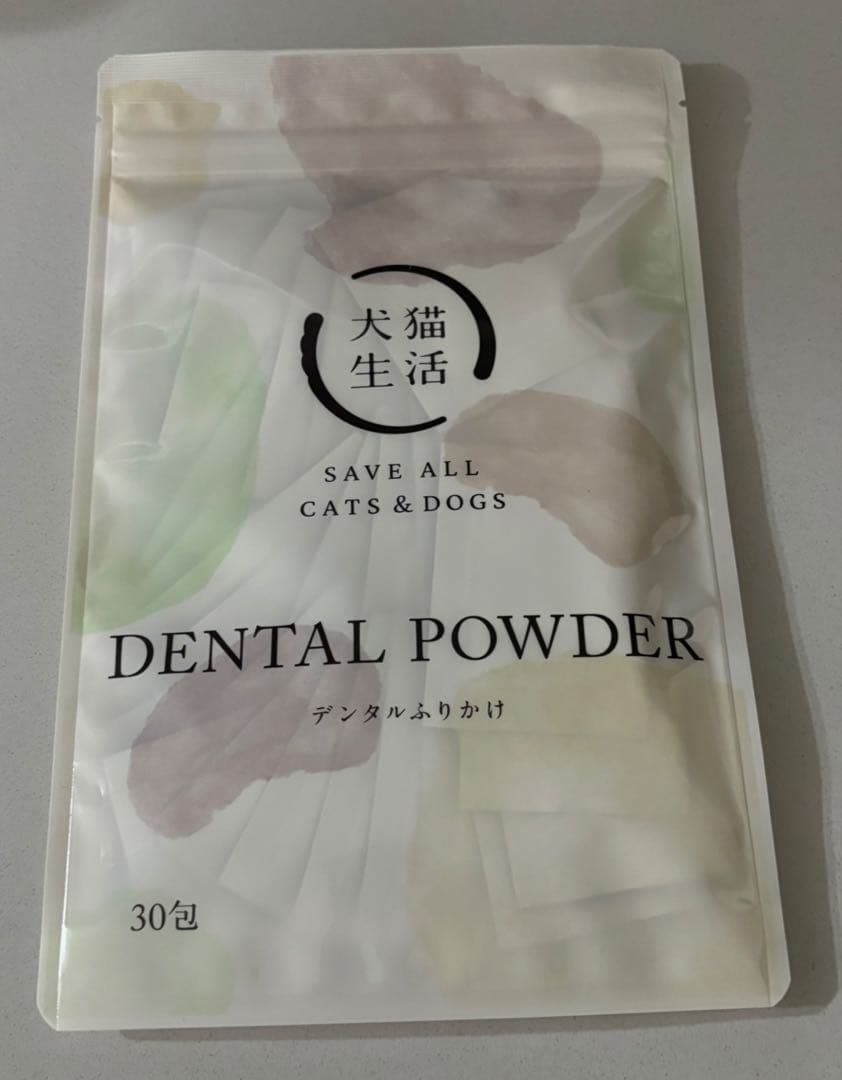 犬猫
生活
SAVE ALL
CATS & DOGS
DENTAL POWDER
デンタルふりかけ
30包